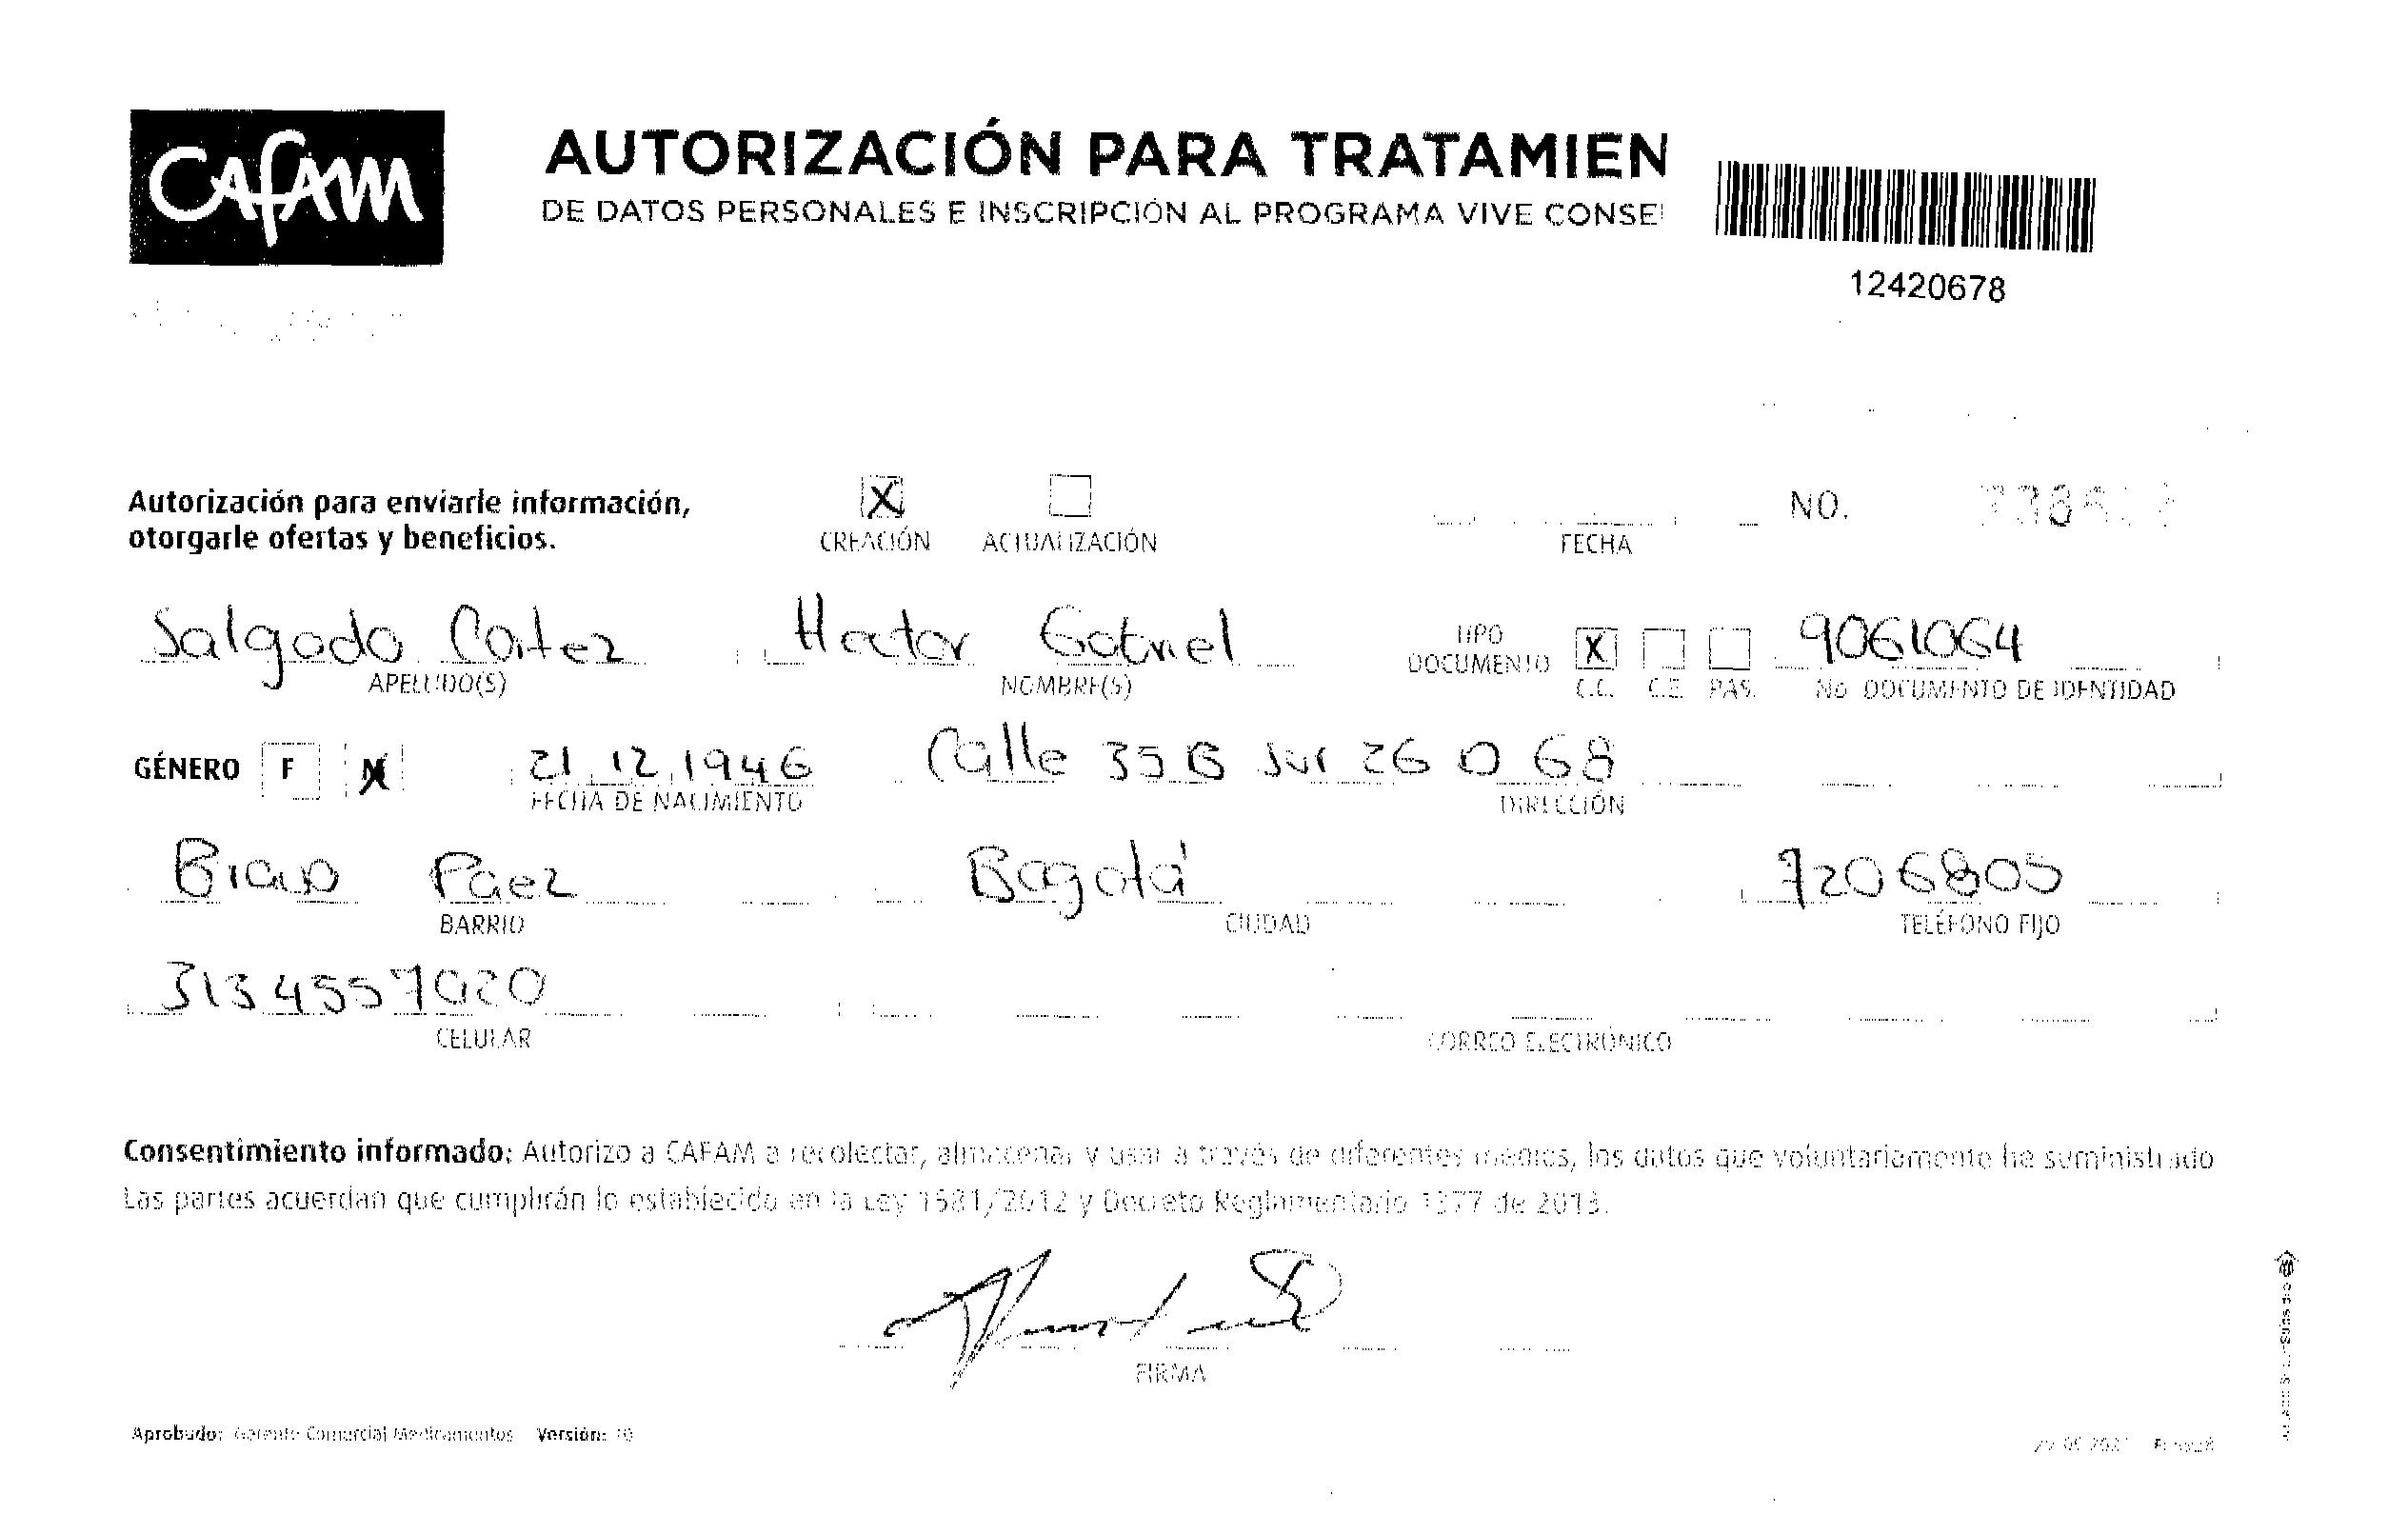 CAFAM
AUTORIZACIÓN PARA TRATAMIEN
DE DATOS PERSONALES E INSCRIPCIÓN AL PROGRAMA VIVE CONSE
12420678
Autorización para enviarle información,
otorgarle ofertas y beneficios.
X CREACIÓN ACTUALIZACIÓN
FECHA
NO.
Salgado Cortez Hector Gabriel
APELLIDO(S) NOMBRE(S)
TIPO DOCUMENTO X C.C. C.E. PAS. 9061064
No. DOCUMENTO DE IDENTIDAD
GÉNERO F M 21 12 1946 Calle 35 B Sur 26 D 68
FECHA DE NACIMIENTO DIRECCIÓN
Bravo Paez Bogotá 7206805
BARRIO CIUDAD TELÉFONO FIJO
3134557020
CELULAR CORREO ELECTRÓNICO
Consentimiento informado: Autorizo a CAFAM a recolectar, almacenar y usar a través de diferentes medios, los datos que voluntariamente he suministrado
Las partes acuerdan que cumplirán lo establecido en la Ley 1581/2012 y Decreto Reglamentario 1377 de 2013.
FIRMA
Aprobado: Gerente Comercial Medicamentos Versión: 10